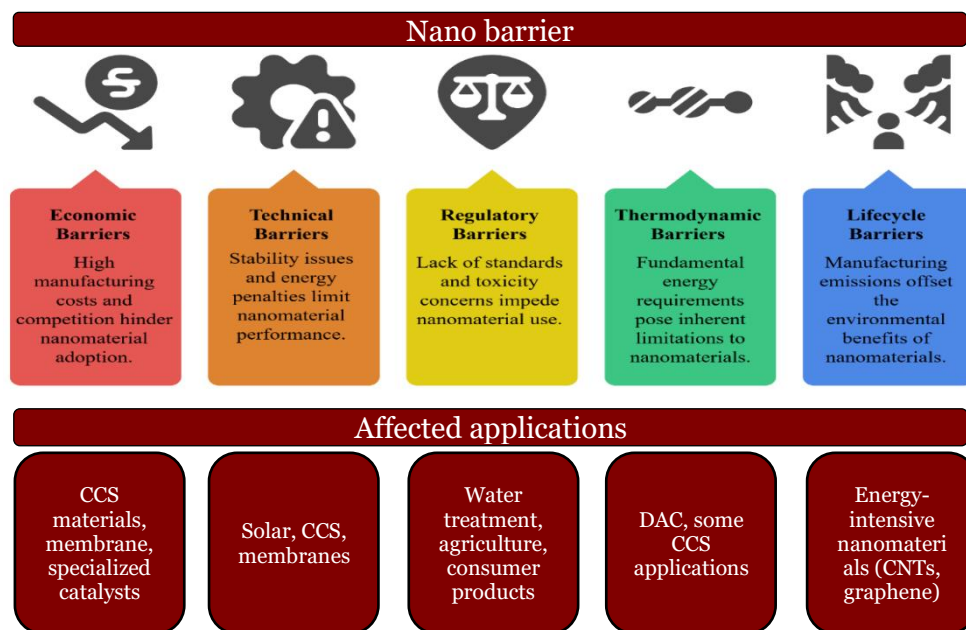 Nano barrier
Economic
Barriers
High
manufacturing
costs and
competition hinder
nanomaterial
adoption.
Technical
Barriers
Stability issues
and energy
penalties limit
nanomaterial
performance.
Regulatory
Barriers
Lack of standards
and toxicity
concerns impede
nanomaterial use.
Thermodynamic
Barriers
Fundamental
energy
requirements
pose inherent
limitations to
nanomaterials.
Lifecycle
Barriers
Manufacturing
emissions offset
the
environmental
benefits of
nanomaterials.
Affected applications
CCS
materials,
membrane,
specialized
catalysts
Solar, CCS,
membranes
Water
treatment,
agriculture,
consumer
products
DAC, some
CCS
applications
Energy-
intensive
nanomateri
als (CNTs,
graphene)